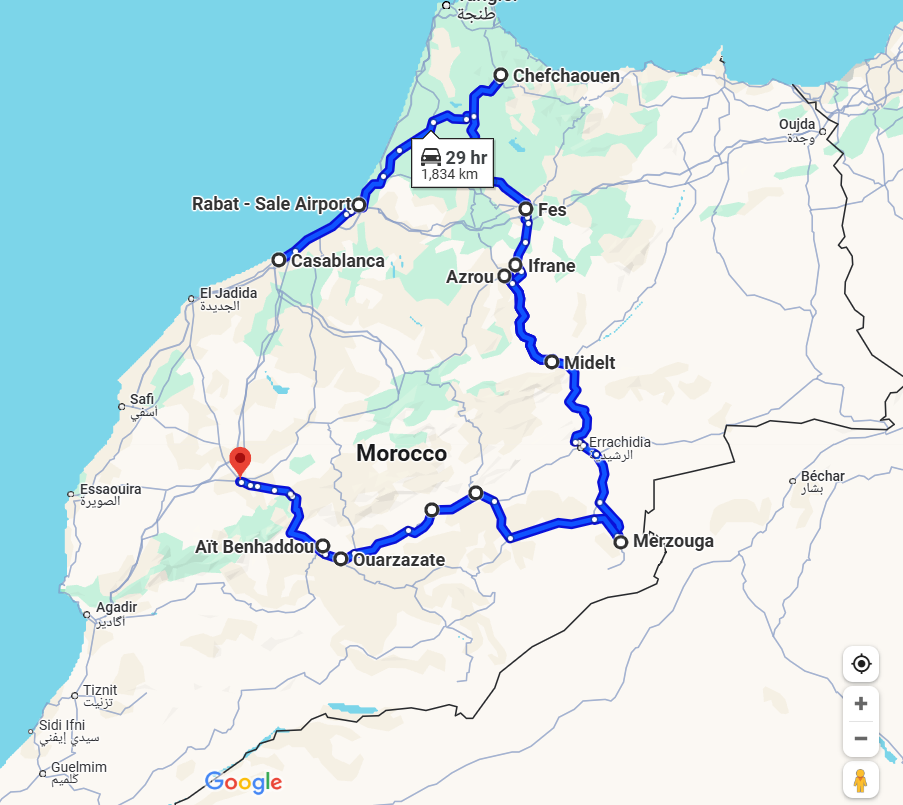 طنجة
Chefchaouen
Oujda
وجدة
29 hr
1,834 km
Rabat - Sale Airport
Fes
Casablanca
Ifrane
Azrou
El Jadida
الجديدة
Midelt
Safi
آسفي
Errachidia
الرشيدية
Morocco
Béchar
بشار
Essaouira
الصويرة
Merzouga
Aït Benhaddou
Ouarzazate
Agadir
أكادير
Tiznit
تزنيت
Sidi Ifni
سيدي إيفني
Guelmim
كلميم
Google